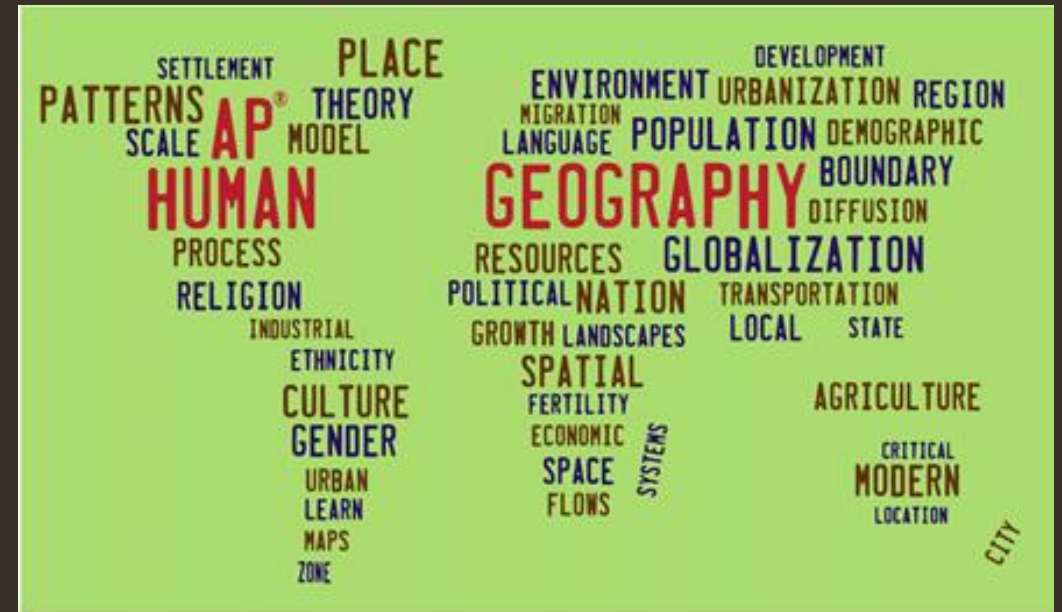 PLACE
SETTLEMENT
PATTERNS
AP®
THEORY
SCALE
MODEL
HUMAN
PROCESS
RELIGION
INDUSTRIAL
ETHNICITY
CULTURE
GENDER
URBAN
LEARN
MAPS
ZONE
DEVELOPMENT
ENVIRONMENT
URBANIZATION
REGION
MIGRATION
LANGUAGE
POPULATION
DEMOGRAPHIC
BOUNDARY
GEOGRAPHY
DIFFUSION
RESOURCES
GLOBALIZATION
POLITICAL
NATION
TRANSPORTATION
GROWTH
LANDSCAPES
LOCAL
STATE
SPATIAL
FERTILITY
ECONOMIC
SYSTEMS
SPACE
FLOWS
AGRICULTURE
CRITICAL
MODERN
LOCATION
CITY